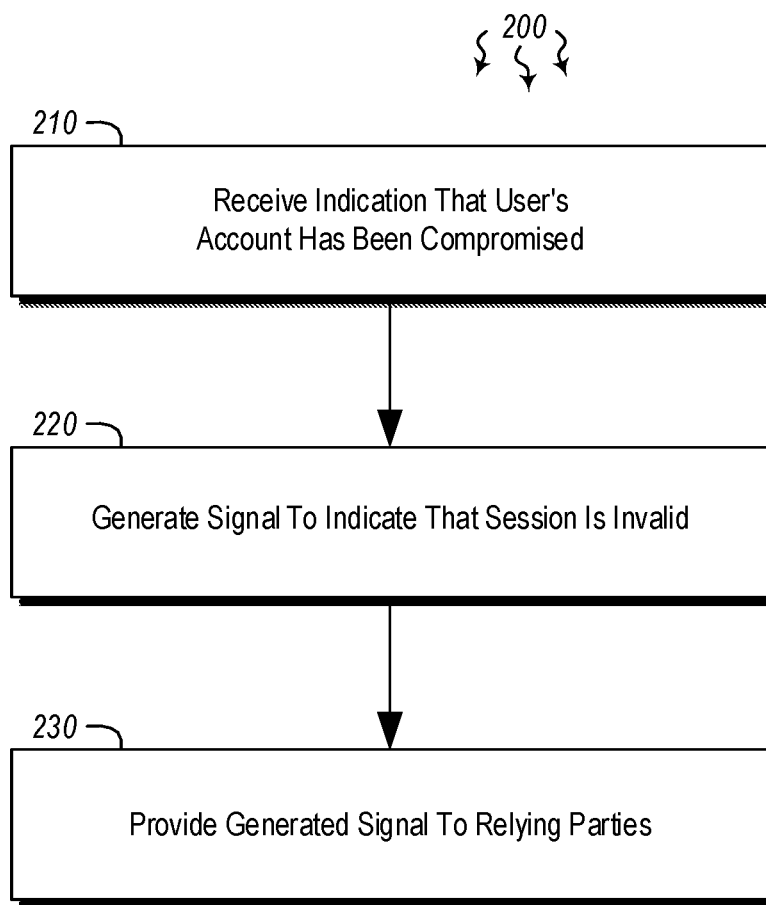 200
210
Receive Indication That User's
Account Has Been Compromised
220
Generate Signal To Indicate That Session Is Invalid
230
Provide Generated Signal To Relying Parties